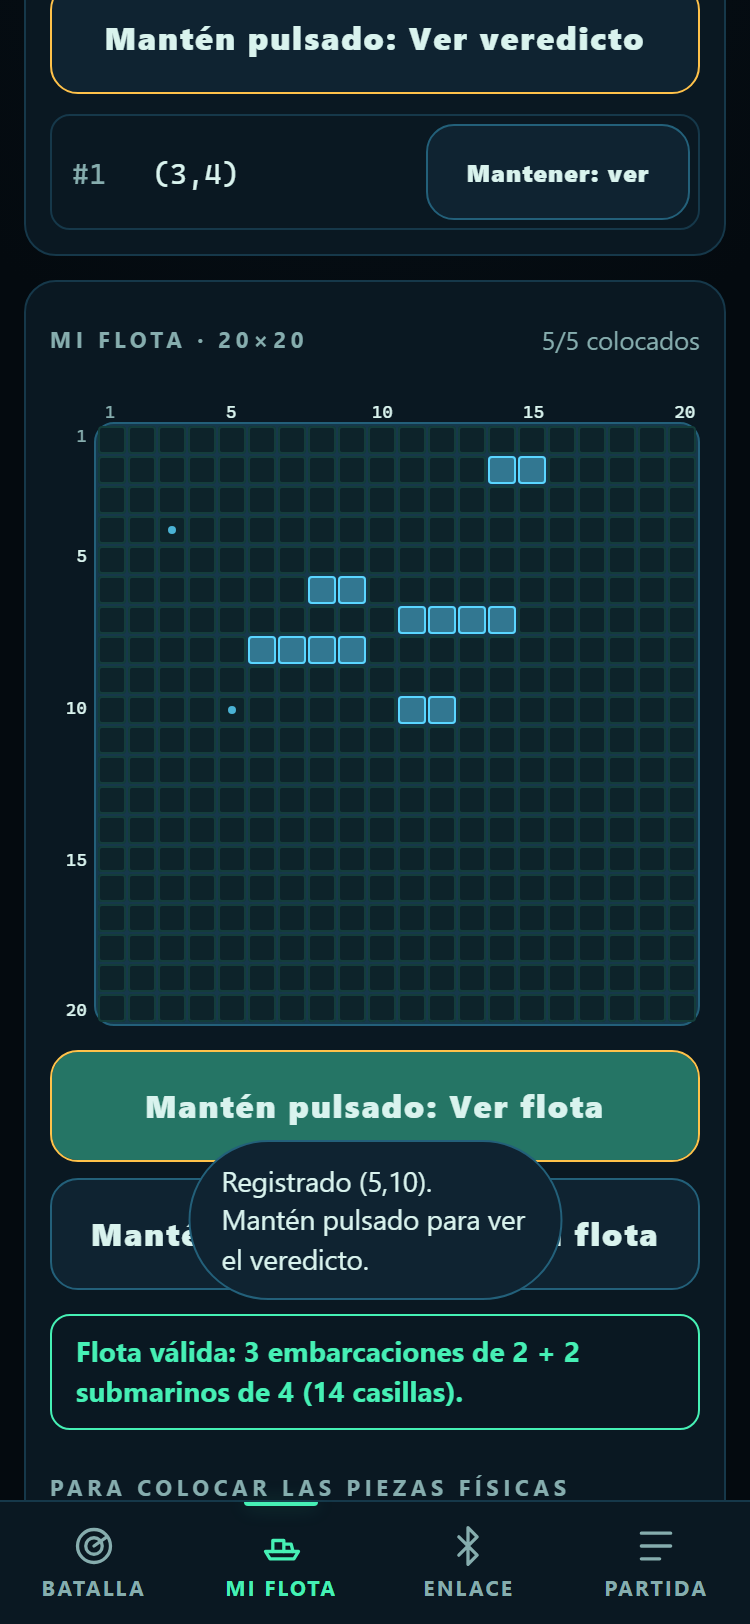 Mantén pulsado: Ver veredicto
#1 (3,4) Mantener: ver
MI FLOTA · 20×20 5/5 colocados
1 5 10 15 20
1
5
10
15
20
Mantén pulsado: Ver flota
Registrado (5,10).
Mantén pulsado para ver
flota
el veredicto.
Flota válida: 3 embarcaciones de 2 + 2
submarinos de 4 (14 casillas).
PARA COLOCAR LAS PIEZAS FÍSICAS
BATALLA MI FLOTA ENLACE PARTIDA